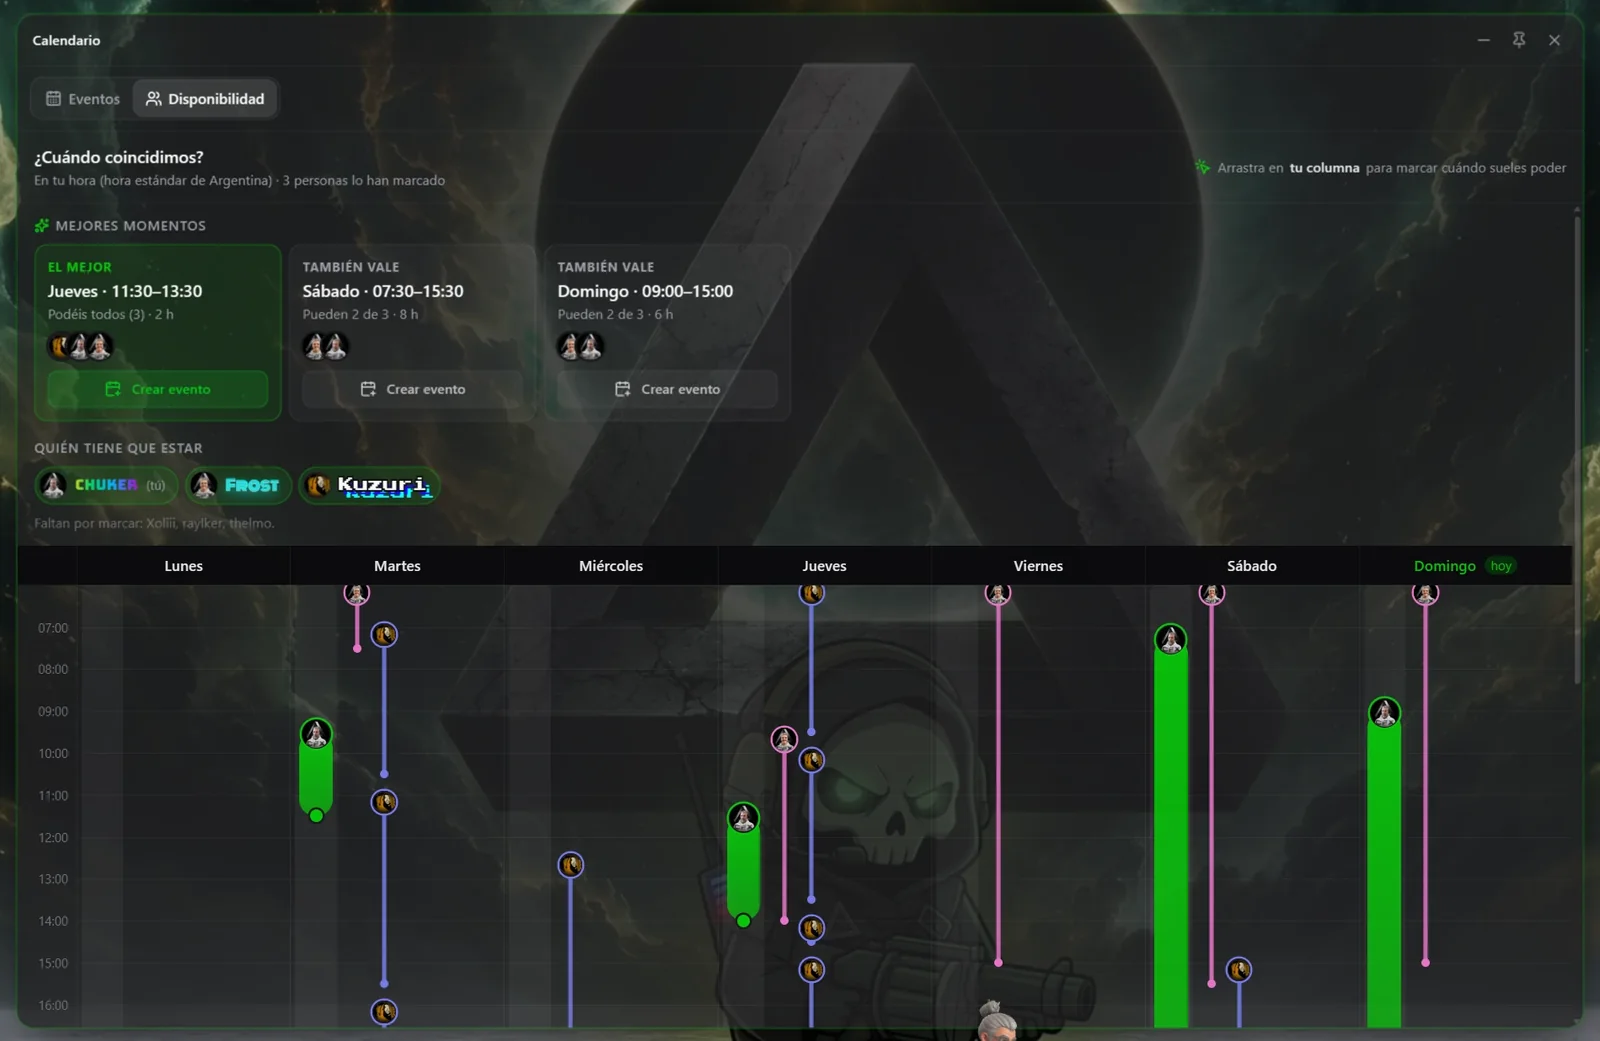 Calendario
Eventos
Disponibilidad
¿Cuándo coincidimos?
En tu hora (hora estándar de Argentina) · 3 personas lo han marcado
Arrastra en tu columna para marcar cuándo sueles poder
MEJORES MOMENTOS
EL MEJOR
Jueves · 11:30–13:30
Podéis todos (3) · 2 h
Crear evento
TAMBIÉN VALE
Sábado · 07:30–15:30
Pueden 2 de 3 · 8 h
Crear evento
TAMBIÉN VALE
Domingo · 09:00–15:00
Pueden 2 de 3 · 6 h
Crear evento
QUIÉN TIENE QUE ESTAR
CHUKER (tú)
FROST
Kuzuri
Faltan por marcar: Xoliii, raylker, thelmo.
Lunes
Martes
Miércoles
Jueves
Viernes
Sábado
Domingo hoy
07:00
08:00
09:00
10:00
11:00
12:00
13:00
14:00
15:00
16:00